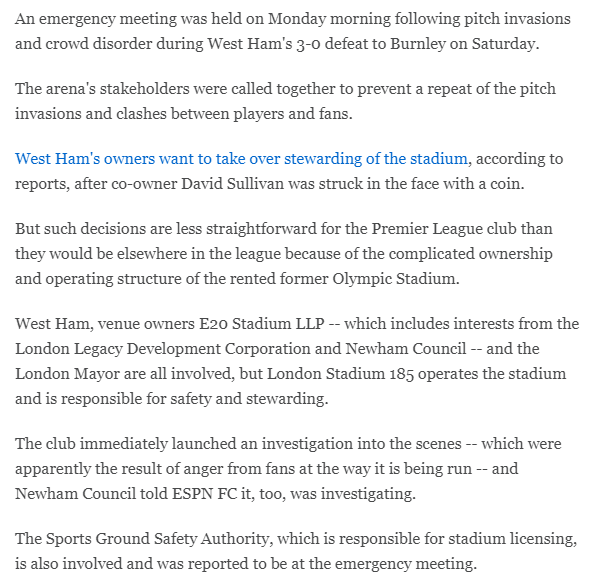 An emergency meeting was held on Monday morning following pitch invasions
and crowd disorder during West Ham's 3-0 defeat to Burnley on Saturday.
The arena's stakeholders were called together to prevent a repeat of the pitch
invasions and clashes between players and fans.
West Ham's owners want to take over stewarding of the stadium, according to
reports, after co-owner David Sullivan was struck in the face with a coin.
But such decisions are less straightforward for the Premier League club than
they would be elsewhere in the league because of the complicated ownership
and operating structure of the rented former Olympic Stadium.
West Ham, venue owners E20 Stadium LLP -- which includes interests from the
London Legacy Development Corporation and Newham Council -- and the
London Mayor are all involved, but London Stadium 185 operates the stadium
and is responsible for safety and stewarding.
The club immediately launched an investigation into the scenes -- which were
apparently the result of anger from fans at the way it is being run -- and
Newham Council told ESPN FC it, too, was investigating.
The Sports Ground Safety Authority, which is responsible for stadium licensing,
is also involved and was reported to be at the emergency meeting.